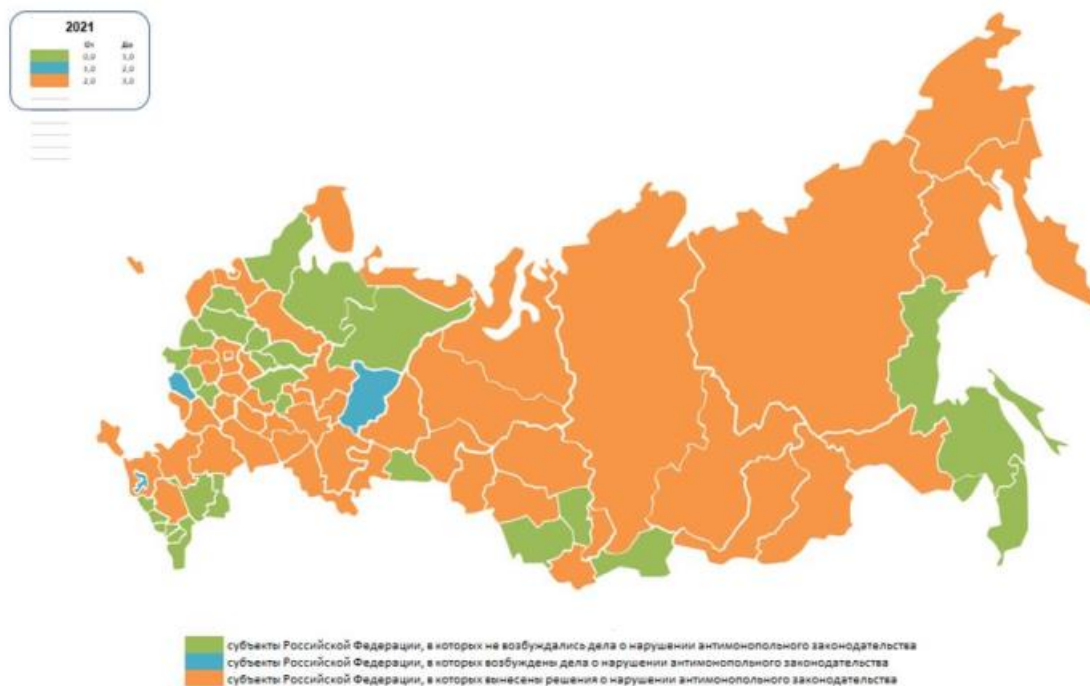 2021
От До
0,0 1,0
1,0 2,0
2,0 3,0
субъекты Российской Федерации, в которых не возбуждались дела о нарушении антимонопольного законодательства
субъекты Российской Федерации, в которых возбуждены дела о нарушении антимонопольного законодательства
субъекты Российской Федерации, в которых вынесены решения о нарушении антимонопольного законодательства